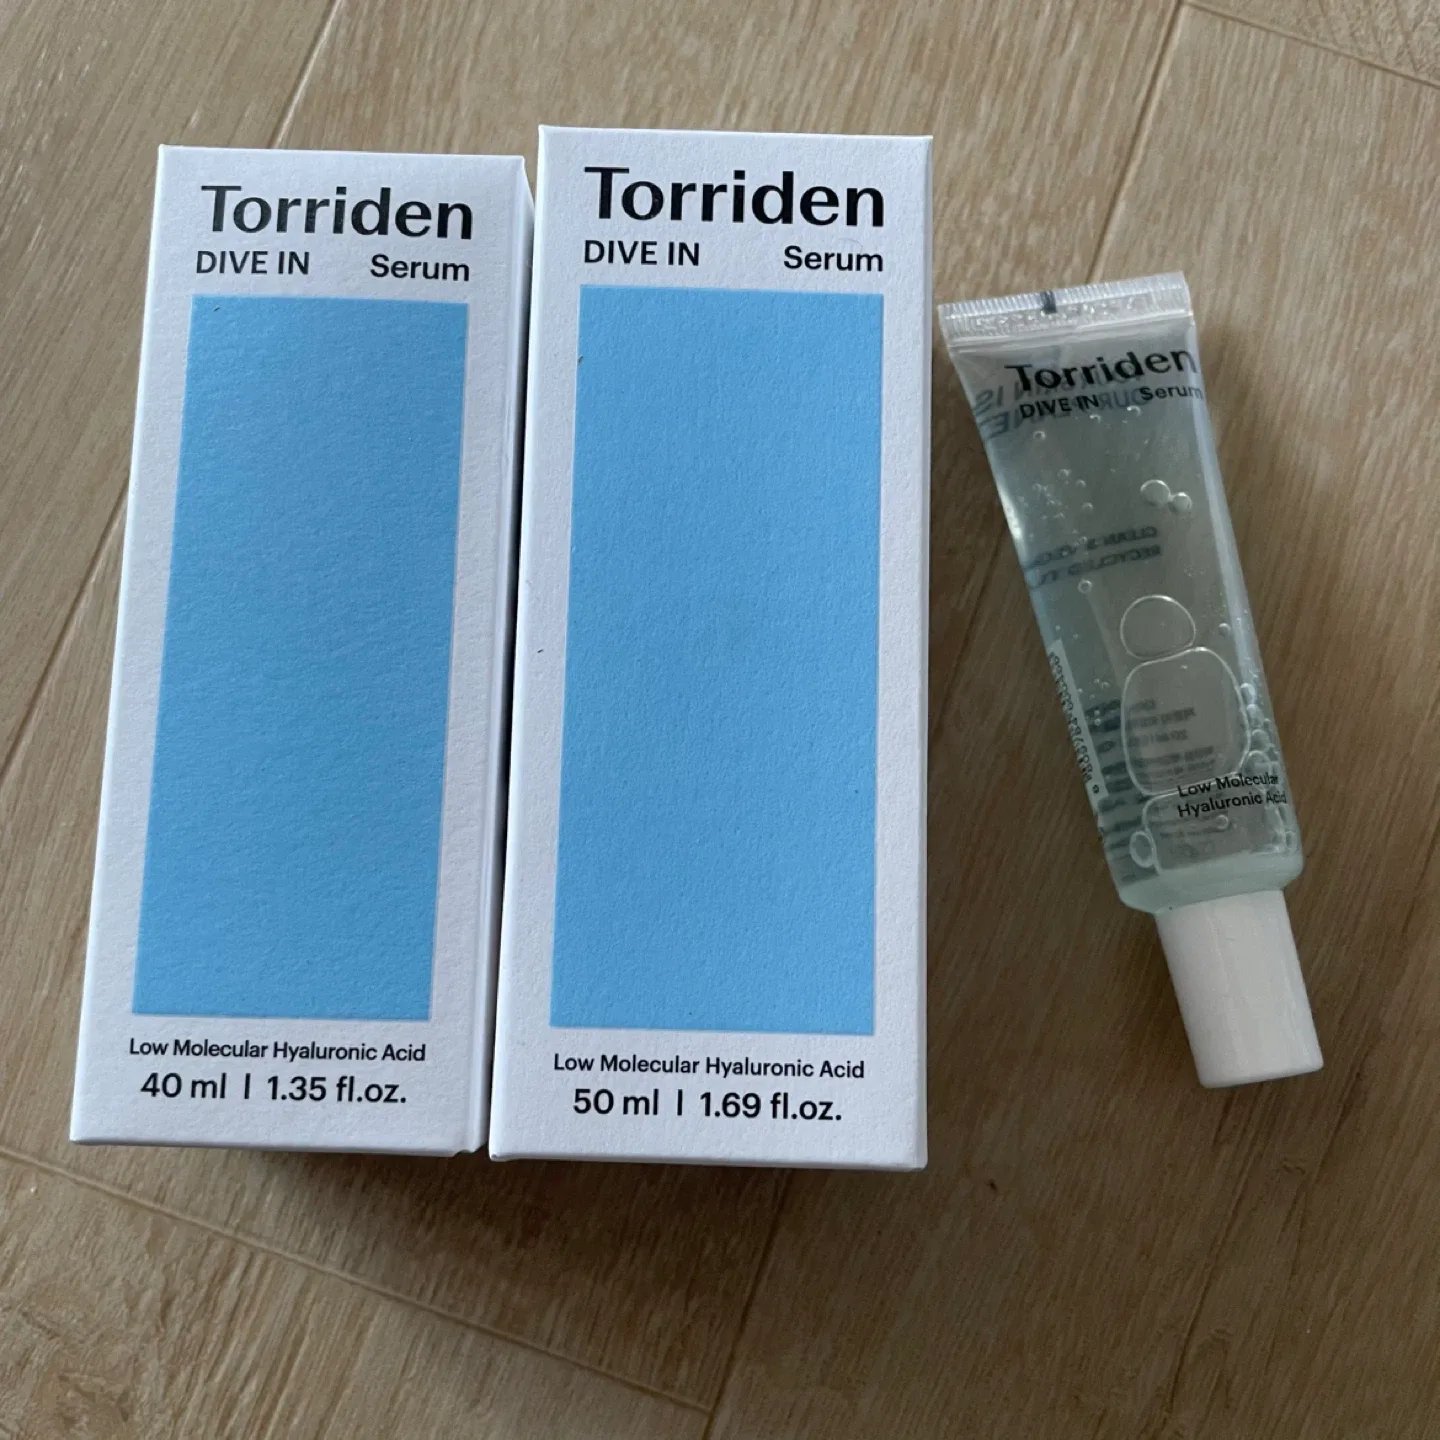 Torriden
DIVE IN Serum
Low Molecular Hyaluronic Acid
40 ml | 1.35 fl.oz.
Torriden
DIVE IN Serum
Low Molecular Hyaluronic Acid
50 ml | 1.69 fl.oz.
Torriden
DIVE IN Serum
Low Molecular
Hyaluronic Acid